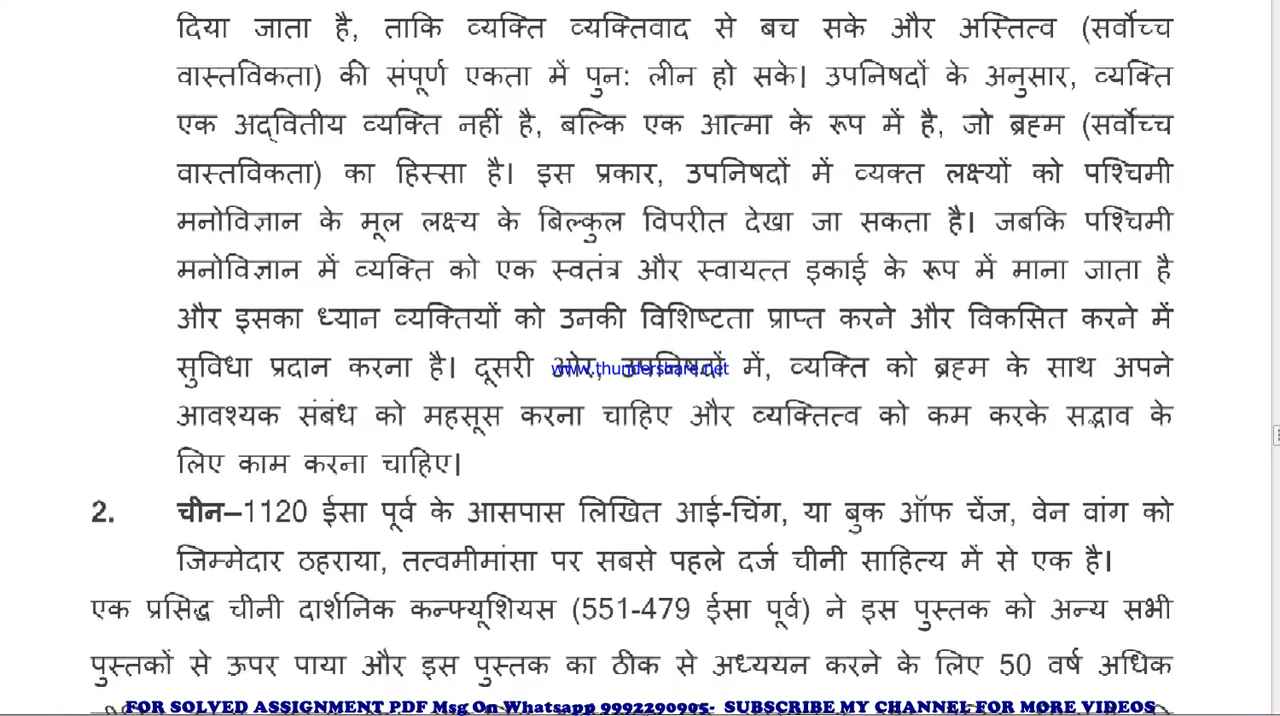 दिया जाता है, ताकि व्यक्ति व्यक्तिवाद से बच सके और अस्तित्व (सर्वोच्च
वास्तविकता) की संपूर्ण एकता में पुन: लीन हो सके। उपनिषदों के अनुसार, व्यक्ति
एक अद्वितीय व्यक्ति नहीं है, बल्कि एक आत्मा के रूप में है, जो ब्रह्म (सर्वोच्च
वास्तविकता) का हिस्सा है। इस प्रकार, उपनिषदों में व्यक्त लक्ष्यों को पश्चिमी
मनोविज्ञान के मूल लक्ष्य के बिल्कुल विपरीत देखा जा सकता है। जबकि पश्चिमी
मनोविज्ञान में व्यक्ति को एक स्वतंत्र और स्वायत्त इकाई के रूप में माना जाता है
और इसका ध्यान व्यक्तियों को उनकी विशिष्टता प्राप्त करने और विकसित करने में
सुविधा प्रदान करना है। दूसरी ओर, उपनिषदों में, व्यक्ति को ब्रह्म के साथ अपने
www.thundershare.net
आवश्यक संबंध को महसूस करना चाहिए और व्यक्तित्व को कम करके सद्भाव के
लिए काम करना चाहिए।
2. चीन–1120 ईसा पूर्व के आसपास लिखित आई-चिंग, या बुक ऑफ चेंज, वेन वांग को
जिम्मेदार ठहराया, तत्वमीमांसा पर सबसे पहले दर्ज चीनी साहित्य में से एक है।
एक प्रसिद्ध चीनी दार्शनिक कन्फ्यूशियस (551-479 ईसा पूर्व) ने इस पुस्तक को अन्य सभी
पुस्तकों से ऊपर पाया और इस पुस्तक का ठीक से अध्ययन करने के लिए 50 वर्ष अधिक
FOR SOLVED ASSIGNMENT PDF Msg On Whatsapp 9992290905- SUBSCRIBE MY CHANNEL FOR MORE VIDEOS